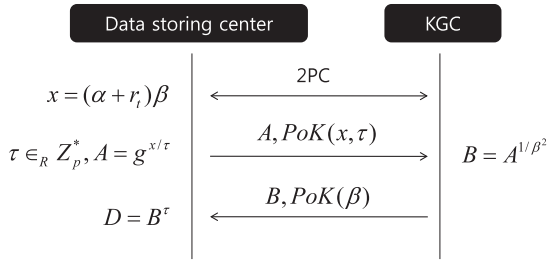 Data storing center KGC
2PC
x = (α + r_t)β
A, PoK(x, τ)
τ ∈_R Z_p^*, A = g^{x/τ} B = A^{1/β^2}
B, PoK(β)
D = B^τ